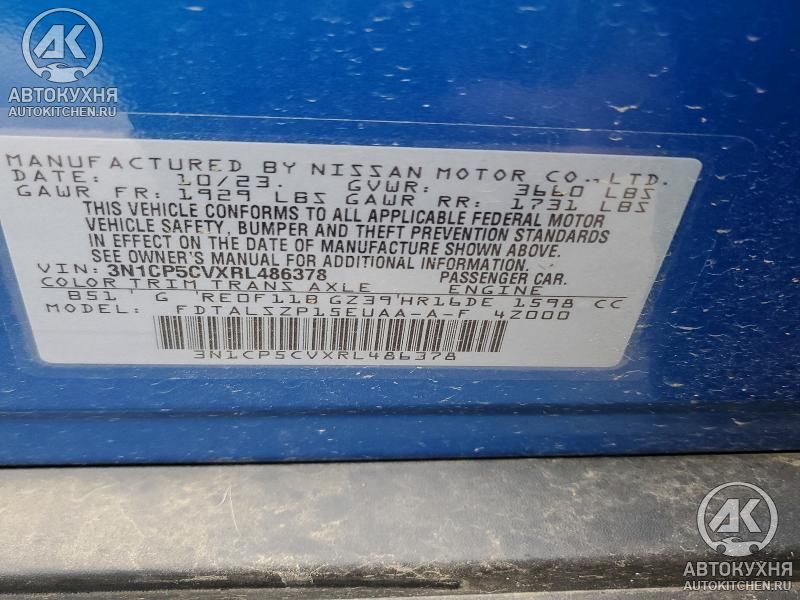 АК
АВТОКУХНЯ
AUTOKITCHEN.RU
MANUFACTURED BY NISSAN MOTOR CO.,LTD.
DATE: 10/23. GVWR: 3660 LBS
GAWR FR: 1929 LBS GAWR RR: 1731 LBS
THIS VEHICLE CONFORMS TO ALL APPLICABLE FEDERAL MOTOR
VEHICLE SAFETY, BUMPER AND THEFT PREVENTION STANDARDS
IN EFFECT ON THE DATE OF MANUFACTURE SHOWN ABOVE.
SEE OWNER'S MANUAL FOR ADDITIONAL INFORMATION.
VIN: 3N1CP5CVXRL486378 PASSENGER CAR
COLOR TRIM TRANS AXLE ENGINE
B51' G 'RE0F11B GZ39'HR16DE 1598 CC
MODEL: FDTALSZP15EUAA-A-F 4Z000
3N1CP5CVXRL486378
АК
АВТОКУХНЯ
AUTOKITCHEN.RU